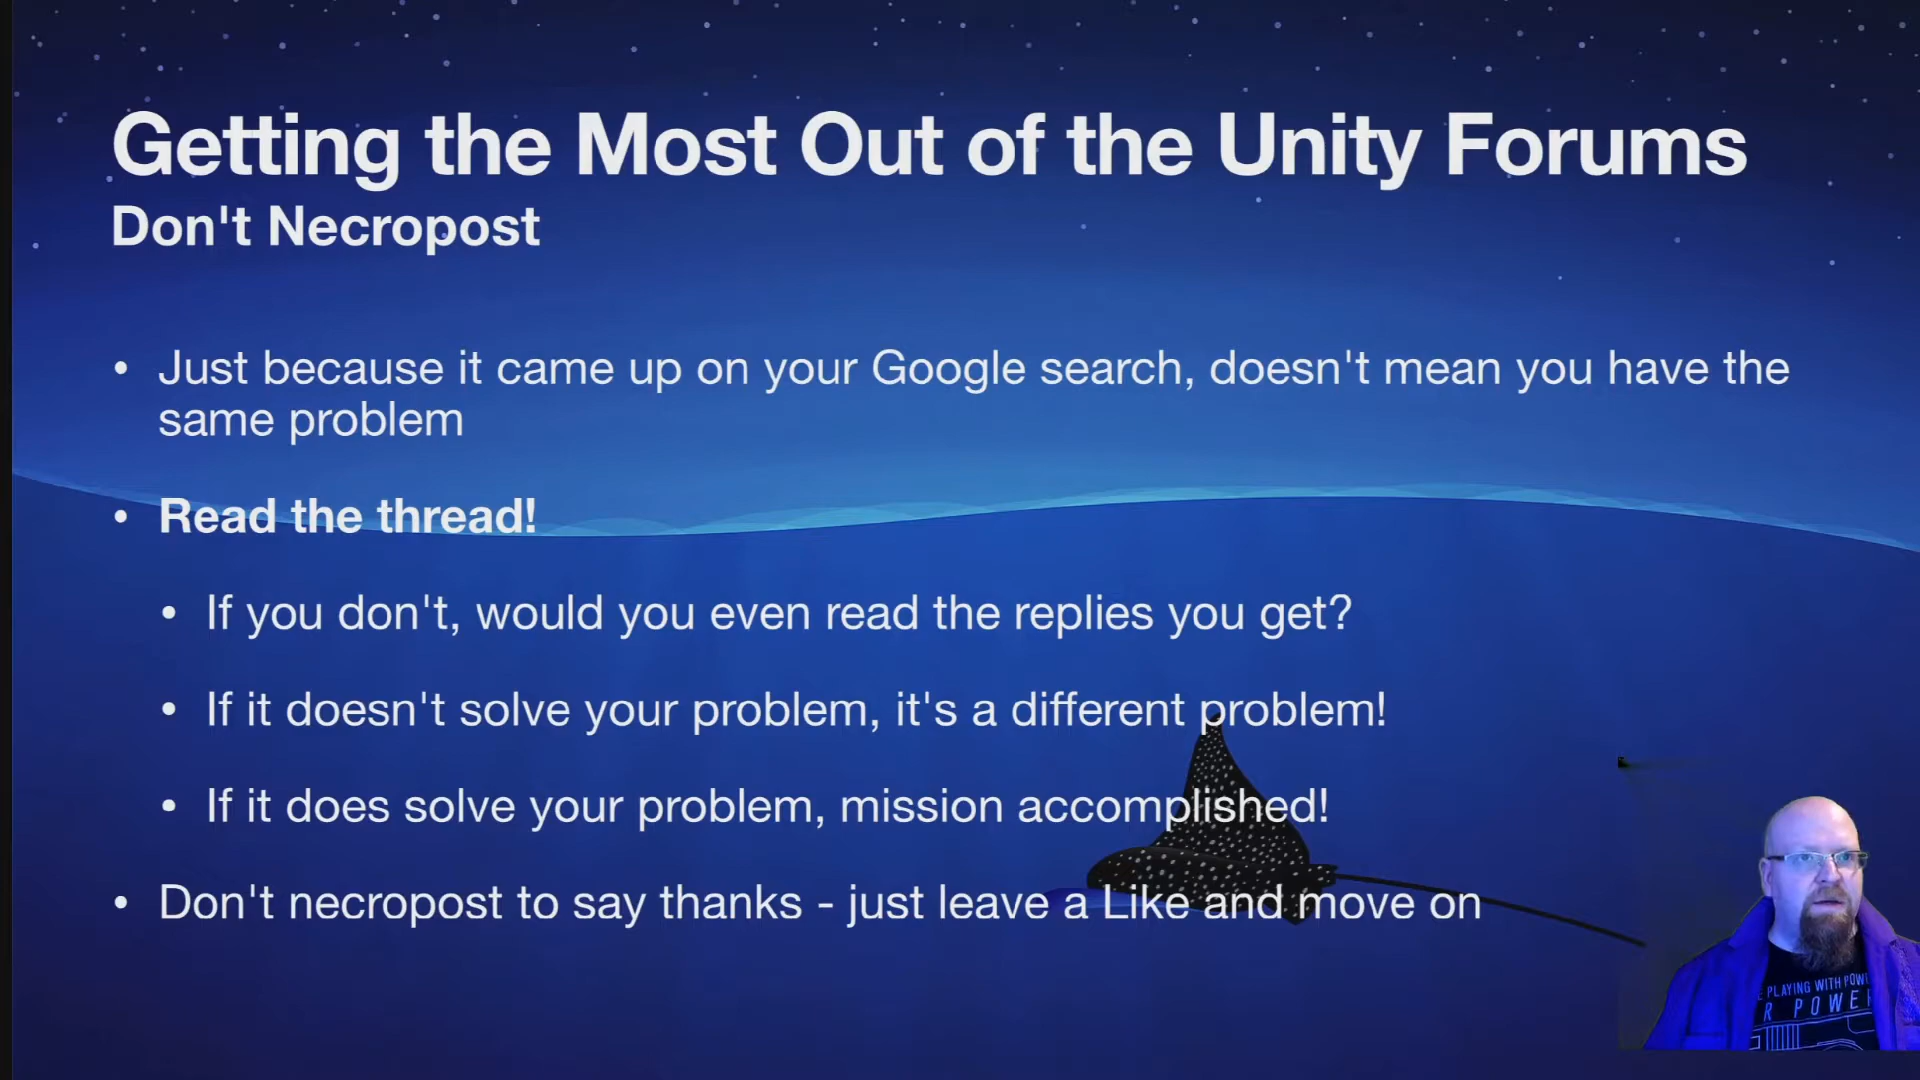 Getting the Most Out of the Unity Forums
Don't Necropost
• Just because it came up on your Google search, doesn't mean you have the
same problem
• Read the thread!
• If you don't, would you even read the replies you get?
• If it doesn't solve your problem, it's a different problem!
• If it does solve your problem, mission accomplished!
• Don't necropost to say thanks - just leave a Like and move on
PLAYING WITH
POWE